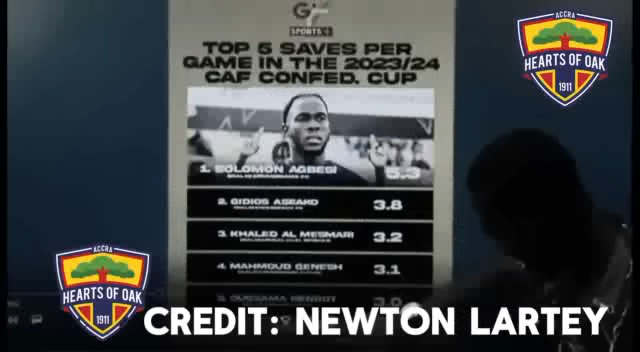 SPORTS
TOP 5 SAVES PER
GAME IN THE 2023/24
CAF CONFED. CUP
1. SOLOMON AGBESI 5.3
2. GIDIOS ASEAKO 3.8
3. KHALED AL MESMARI 3.2
4. MAHMOUD GENESH 3.1
3.0
ACCRA
HEARTS OF OAK
1911
ACCRA
HEARTS OF OAK
1911
CREDIT: NEWTON LARTEY